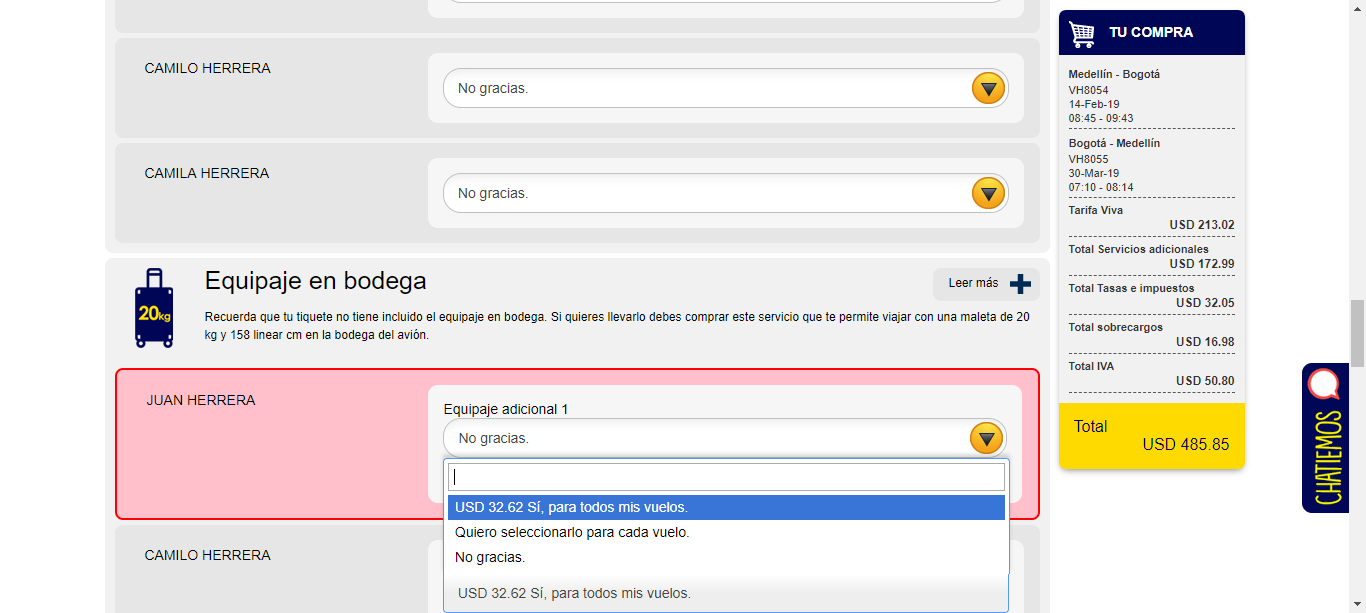 CAMILO HERRERA
No gracias.
CAMILA HERRERA
No gracias.
20kg
Equipaje en bodega
Leer más
Recuerda que tu tiquete no tiene incluido el equipaje en bodega. Si quieres llevarlo debes comprar este servicio que te permite viajar con una maleta de 20
kg y 158 linear cm en la bodega del avión.
JUAN HERRERA
Equipaje adicional 1
No gracias.
USD 32.62 Sí, para todos mis vuelos.
Quiero seleccionarlo para cada vuelo.
No gracias.
USD 32.62 Sí, para todos mis vuelos.
CAMILO HERRERA
TU COMPRA
Medellín - Bogotá
VH8054
14-Feb-19
08:45 - 09:43
Bogotá - Medellín
VH8055
30-Mar-19
07:10 - 08:14
Tarifa Viva
USD 213.02
Total Servicios adicionales
USD 172.99
Total Tasas e impuestos
USD 32.05
Total sobrecargos
USD 16.98
Total IVA
USD 50.80
Total
USD 485.85
CHATIEMOS